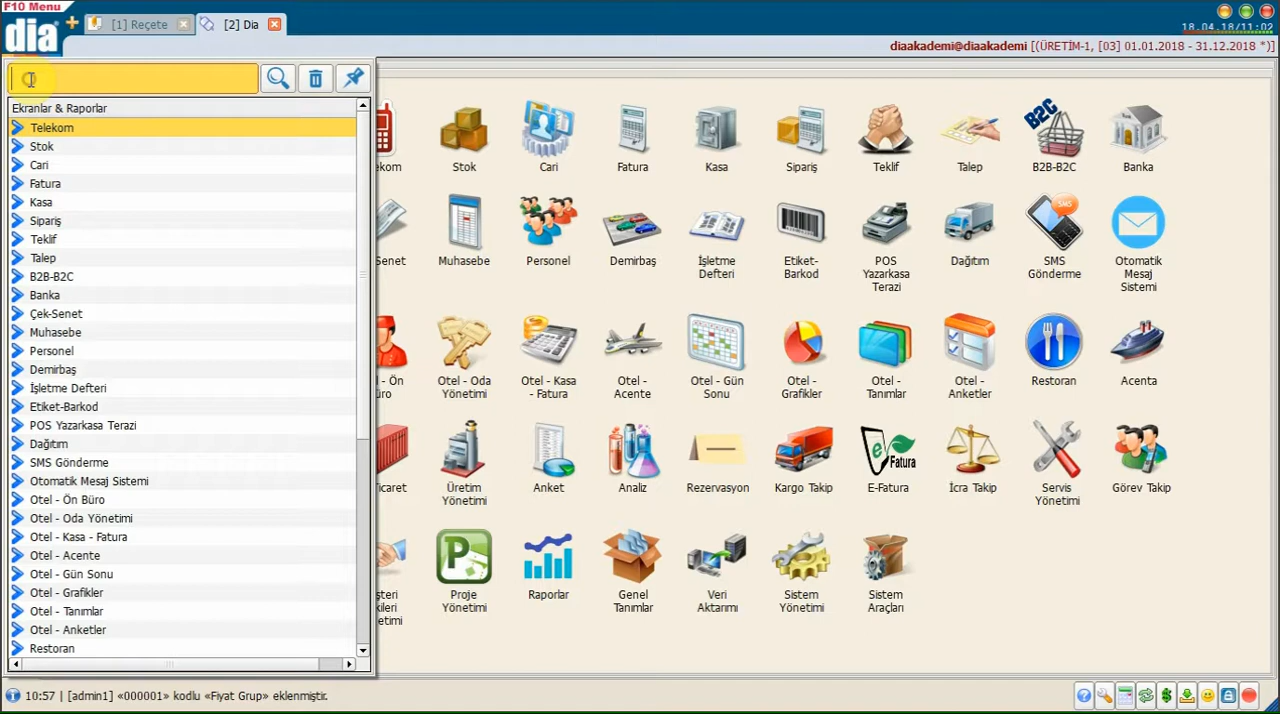 F10 Menu
dia
[1] Reçete
[2] Dia
18.04.18/11:02
diaakademi@diaakademi [(ÜRETİM-1, [03] 01.01.2018 - 31.12.2018 *)]
Ekranlar & Raporlar
Telekom
Stok
Cari
Fatura
Kasa
Sipariş
Teklif
Talep
B2B-B2C
Banka
Çek-Senet
Muhasebe
Personel
Demirbaş
İşletme Defteri
Etiket-Barkod
POS Yazarkasa Terazi
Dağıtım
SMS Gönderme
Otomatik Mesaj Sistemi
Otel - Ön Büro
Otel - Oda Yönetimi
Otel - Kasa - Fatura
Otel - Acente
Otel - Gün Sonu
Otel - Grafikler
Otel - Tanımlar
Otel - Anketler
Restoran
kom
Stok
Cari
Fatura
Kasa
Sipariş
Teklif
Talep
B2C
B2B-B2C
Banka
Senet
Muhasebe
Personel
Demirbaş
İşletme
Defteri
Etiket-
Barkod
POS
Yazarkasa
Terazi
Dağıtım
SMS
SMS
Gönderme
Otomatik
Mesaj
Sistemi
- Ön
üro
Otel - Oda
Yönetimi
Otel - Kasa
- Fatura
Otel -
Acente
Otel - Gün
Sonu
Otel -
Grafikler
Otel -
Tanımlar
Otel -
Anketler
Restoran
Acenta
icaret
Üretim
Yönetimi
Anket
Analiz
Rezervasyon
Kargo Takip
e Fatura
E-Fatura
İcra Takip
Servis
Yönetimi
Görev Takip
şteri
kileri
netimi
P
Proje
Yönetimi
Raporlar
Genel
Tanımlar
Veri
Aktarımı
Sistem
Yönetimi
Sistem
Araçları
10:57 | [admin1] «000001» kodlu «Fiyat Grup» eklenmiştir.